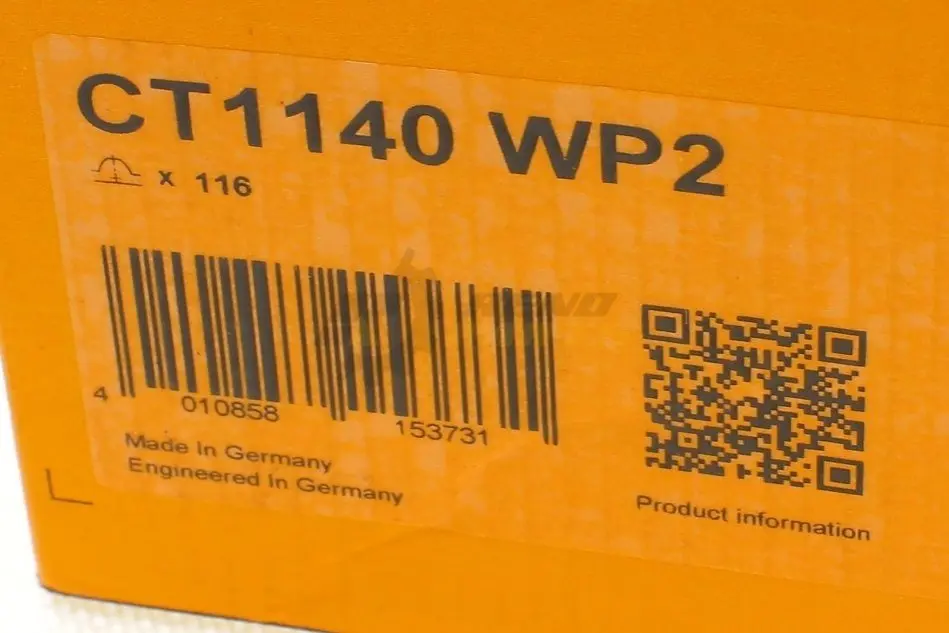 CT1140 WP2
x 116
4 010858 153731
Made In Germany
Engineered In Germany
Product information